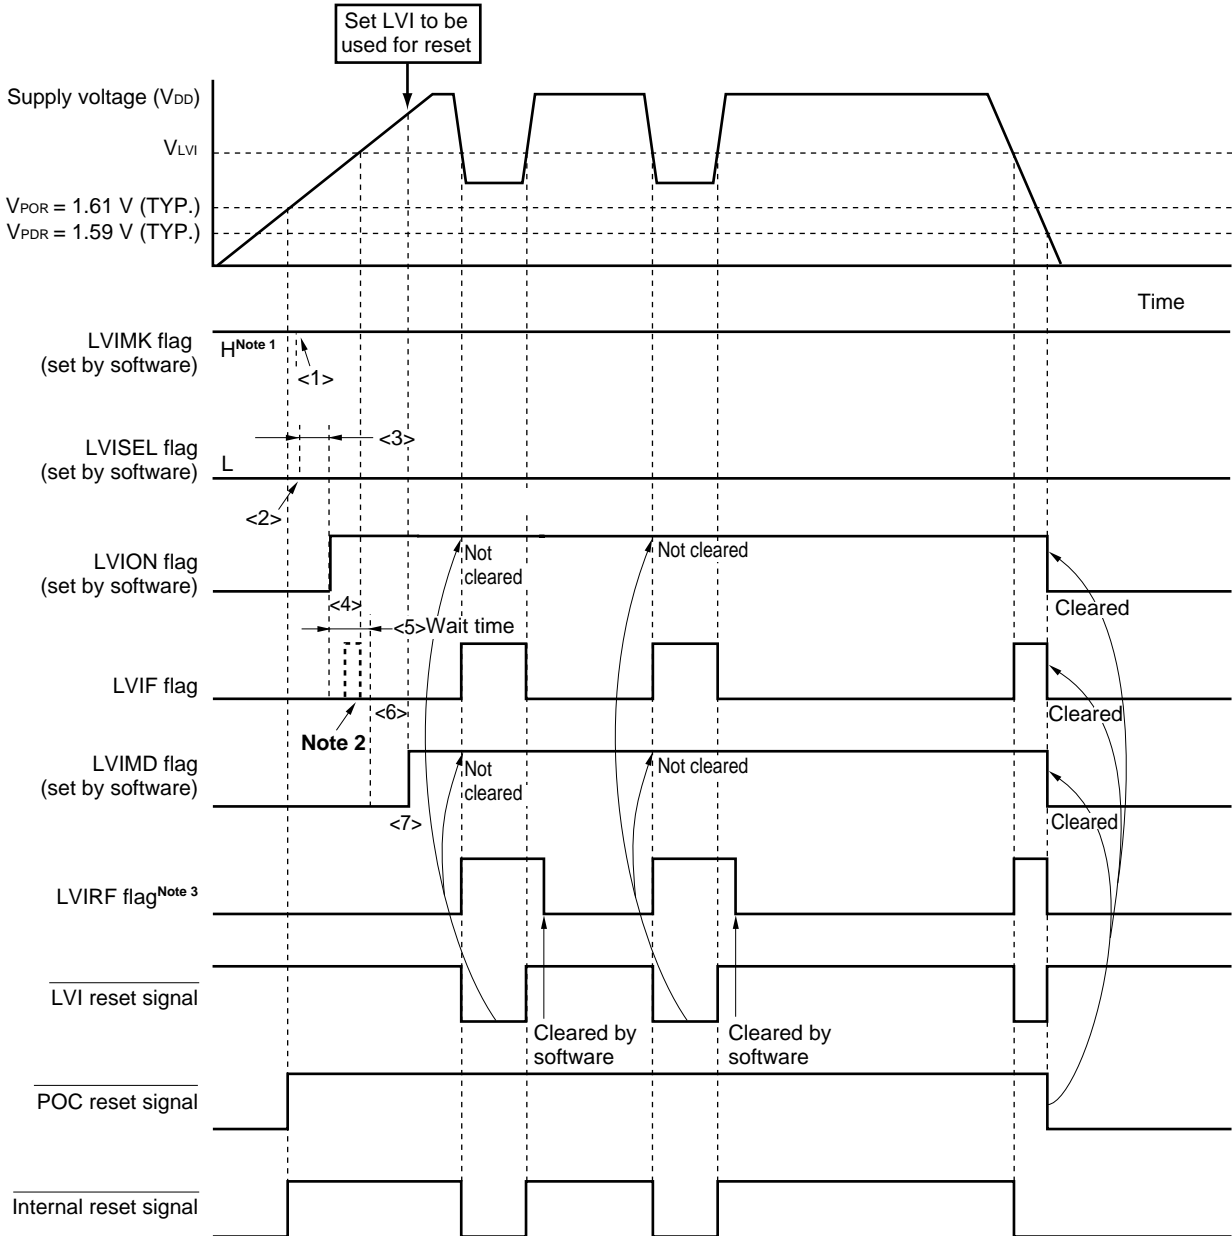 Set LVI to be
used for reset
Supply voltage (VDD)
VLVI
VPOR = 1.61 V (TYP.)
VPDR = 1.59 V (TYP.)
Time
LVIMK flag
(set by software)
H Note 1
<1>
LVISEL flag
(set by software)
<3>
L
<2>
LVION flag
(set by software)
Not
cleared
Not cleared
Cleared
<4>
<5> Wait time
LVIF flag
<6>
Note 2
Cleared
LVIMD flag
(set by software)
Not
cleared
Not cleared
<7>
Cleared
LVIRF flag Note 3
LVI reset signal
Cleared by
software
Cleared by
software
POC reset signal
Internal reset signal